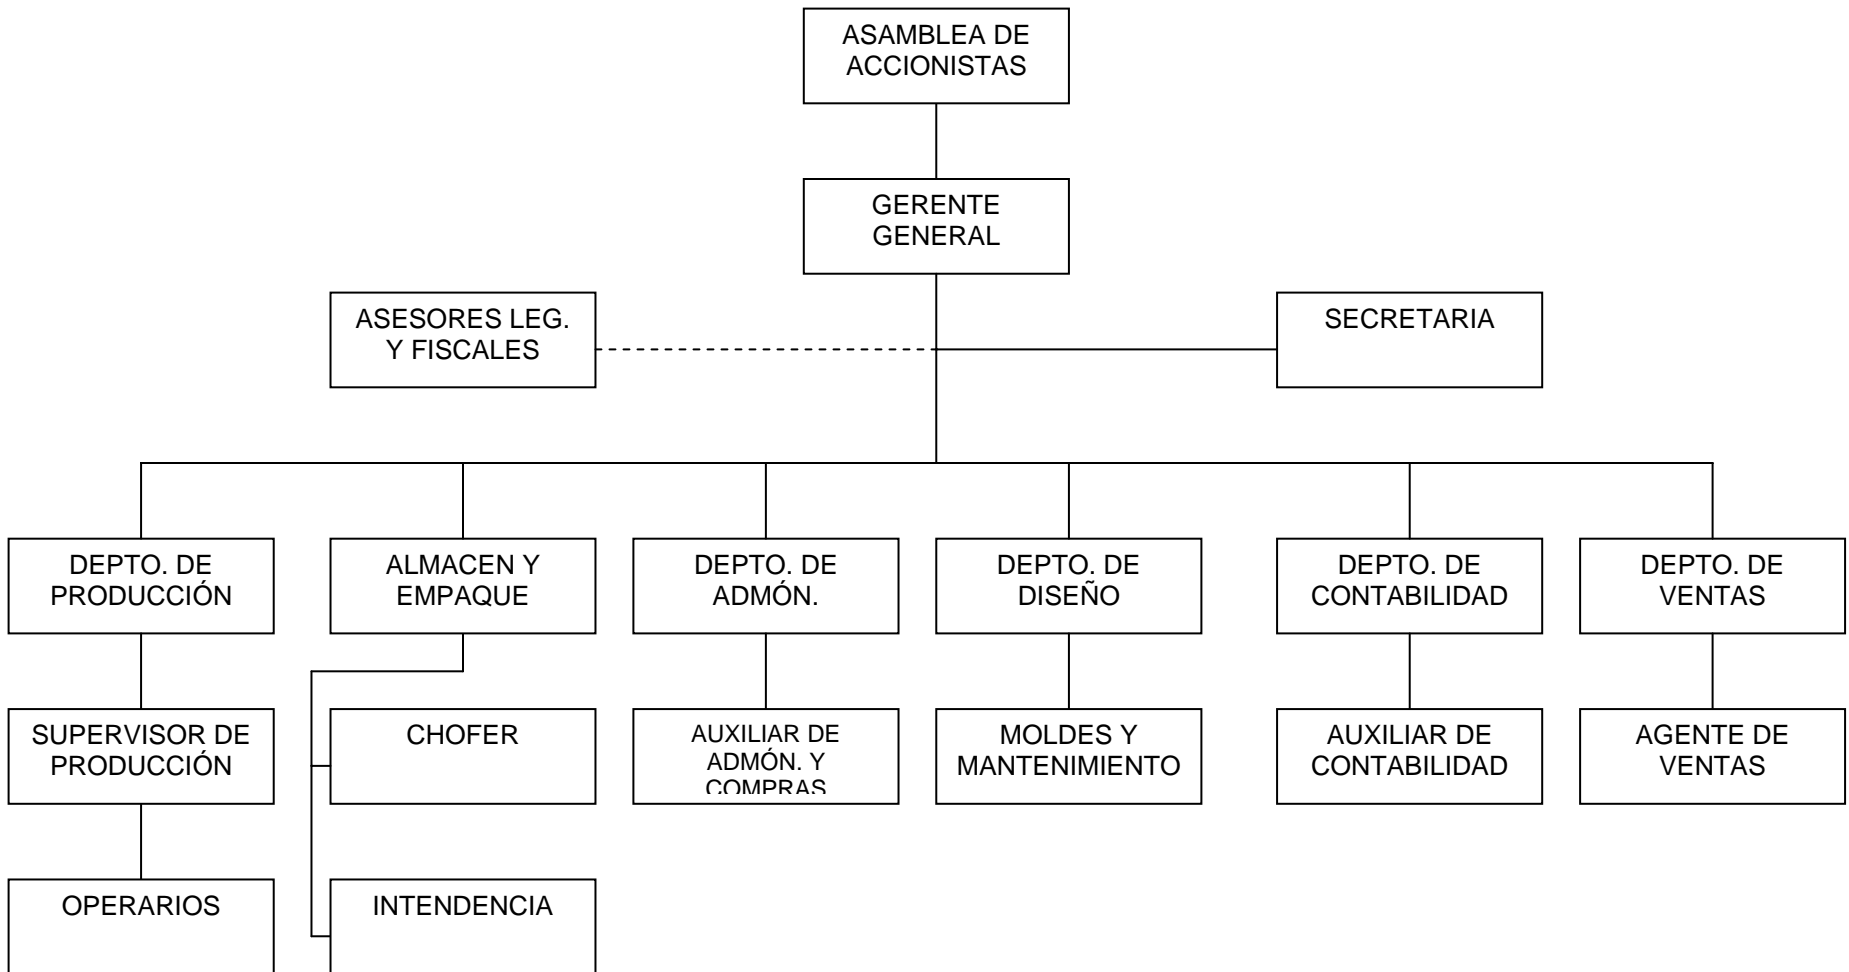 ASAMBLEA DE
ACCIONISTAS
GERENTE
GENERAL
ASESORES LEG.
Y FISCALES
SECRETARIA
DEPTO. DE
PRODUCCIÓN
ALMACEN Y
EMPAQUE
DEPTO. DE
ADMÓN.
DEPTO. DE
DISEÑO
DEPTO. DE
CONTABILIDAD
DEPTO. DE
VENTAS
SUPERVISOR DE
PRODUCCIÓN
CHOFER
AUXILIAR DE
ADMÓN. Y
COMPRAS
MOLDES Y
MANTENIMIENTO
AUXILIAR DE
CONTABILIDAD
AGENTE DE
VENTAS
OPERARIOS
INTENDENCIA